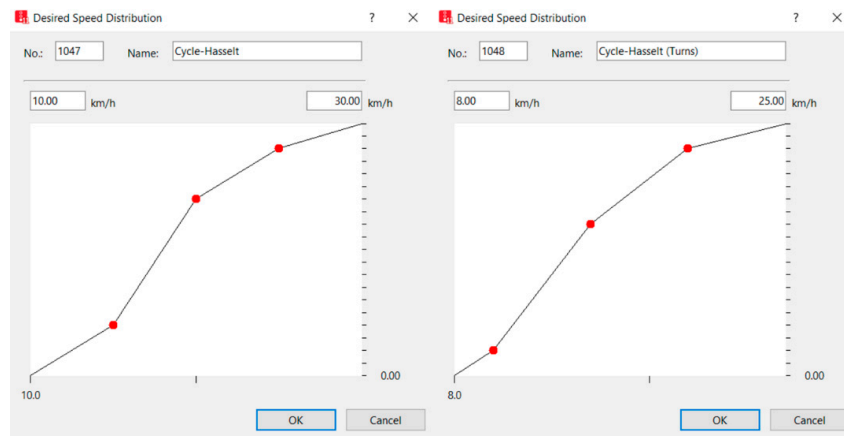 Desired Speed Distribution ? ×
No.: 1047 Name: Cycle-Hasselt
10.00 km/h 30.00 km/h
0.00
10.0
OK Cancel
Desired Speed Distribution ? ×
No.: 1048 Name: Cycle-Hasselt (Turns)
8.00 km/h 25.00 km/h
0.00
8.0
OK Cancel